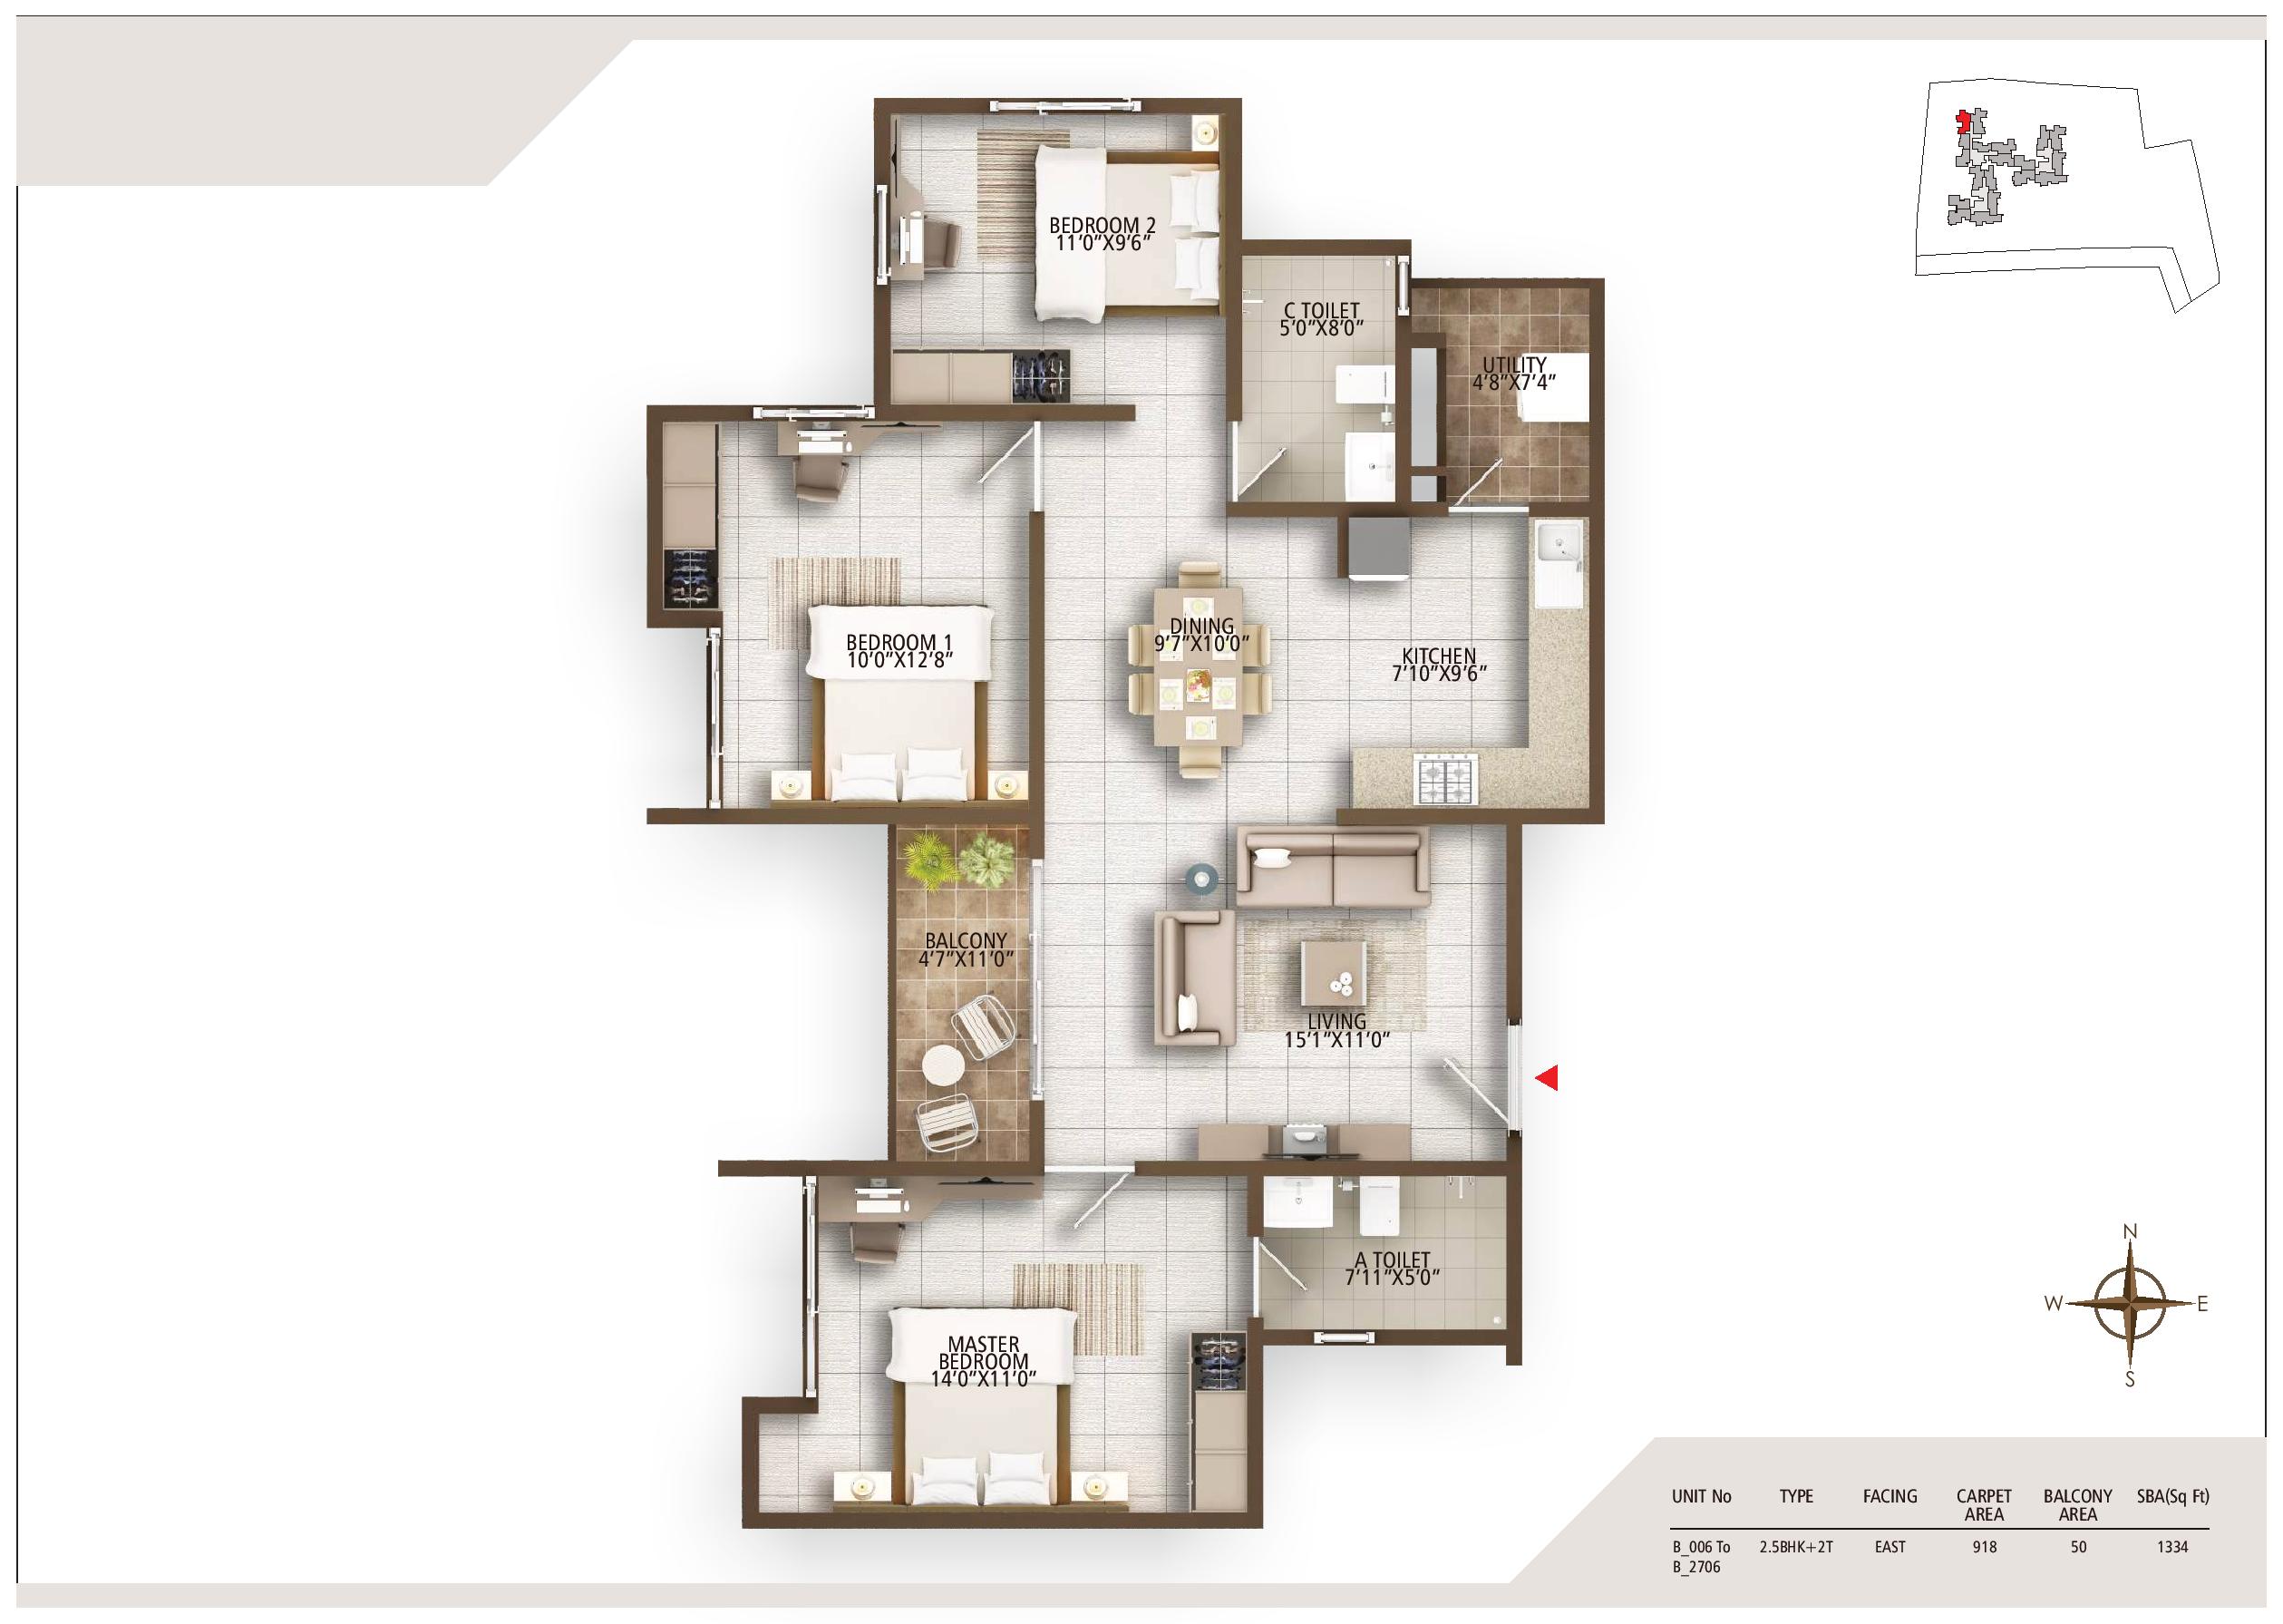 BEDROOM 2
11'0"X9'6"
C TOILET
5'0"X8'0"
UTILITY
4'8"X7'4"
DINING
9'7"X10'0"
BEDROOM 1
10'0"X12'8"
KITCHEN
7'10"X9'6"
BALCONY
4'7"X11'0"
LIVING
15'1"X11'0"
A TOILET
7'11"X5'0"
MASTER
BEDROOM
14'0"X11'0"
N
W E
S
UNIT No TYPE FACING CARPET AREA BALCONY AREA SBA(Sq Ft)
B_006 To B_2706 2.5BHK+2T EAST 918 50 1334